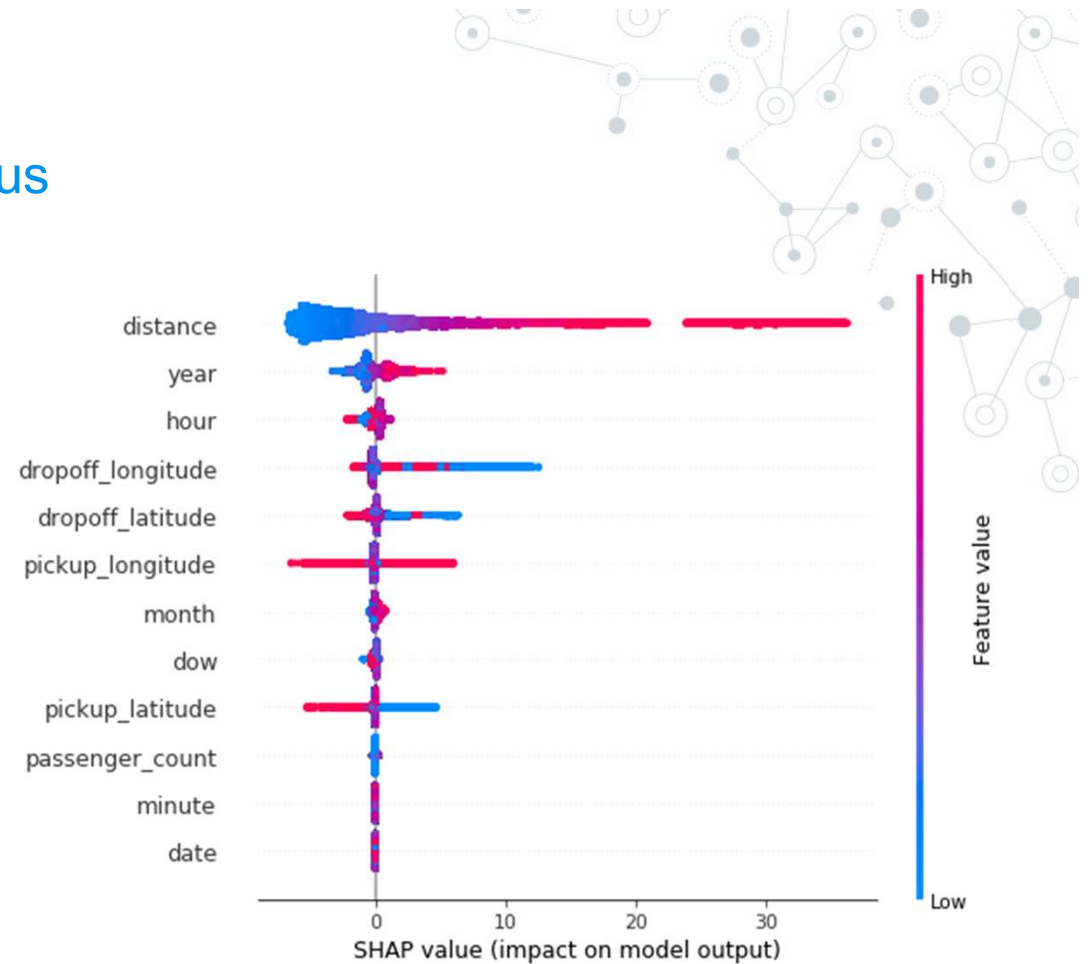 us
High
distance
year
hour
dropoff_longitude
dropoff_latitude
pickup_longitude
month
dow
pickup_latitude
passenger_count
minute
date
Feature value
Low
0 10 20 30
SHAP value (impact on model output)